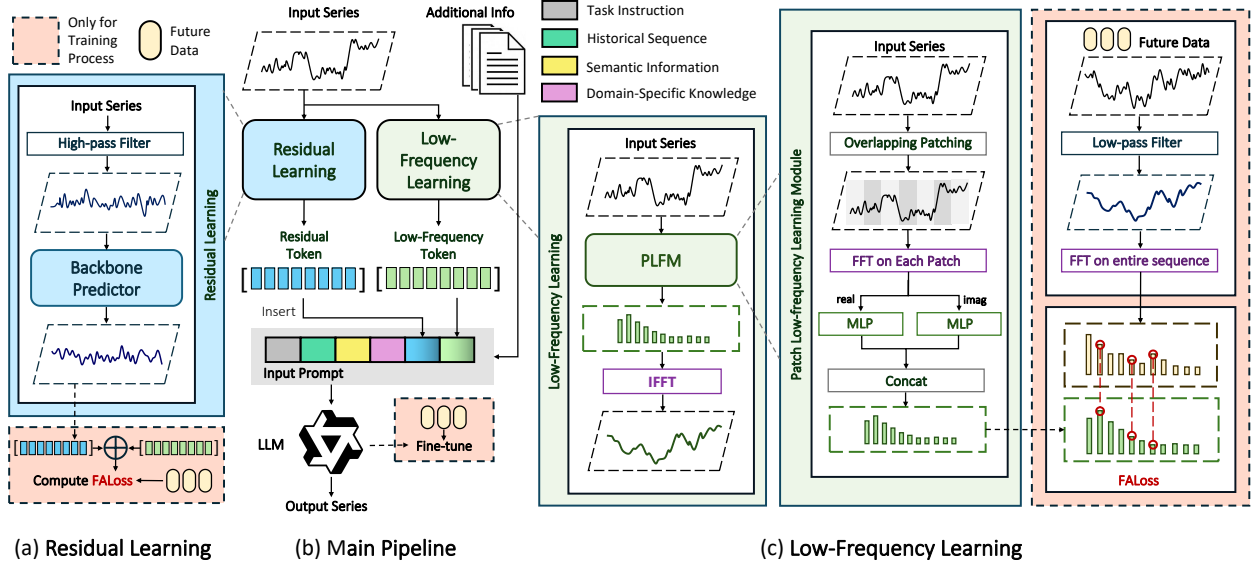 Only for
Training
Process
Future
Data
Input Series
High-pass Filter
Backbone
Predictor
Residual Learning
Compute FALoss
(a) Residual Learning
Input Series
Additional Info
Task Instruction
Historical Sequence
Semantic Information
Domain-Specific Knowledge
Residual
Learning
Low-
Frequency
Learning
Residual
Token
Low-Frequency
Token
Insert
Input Prompt
LLM
Fine-tune
Output Series
(b) Main Pipeline
Low-Frequency Learning
Input Series
PLFM
IFFT
Patch Low-frequency Learning Module
Input Series
Overlapping Patching
FFT on Each Patch
real
imag
MLP
MLP
Concat
Future Data
Low-pass Filter
FFT on entire sequence
FALoss
(c) Low-Frequency Learning